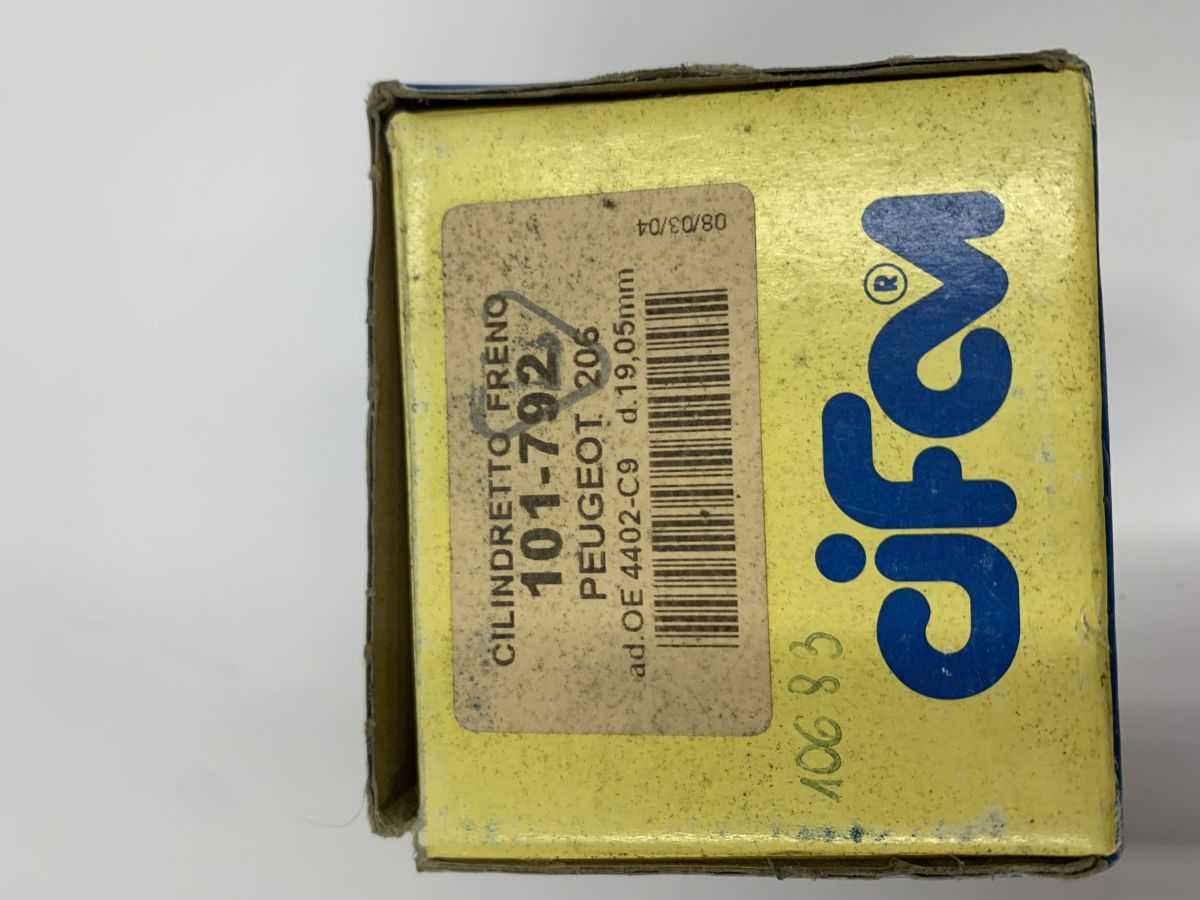 CILINDRETTO FRENO
101-792
PEUGEOT 206
ad.OE 4402-C9 d.19,05mm
08/03/04
10683
cifam®